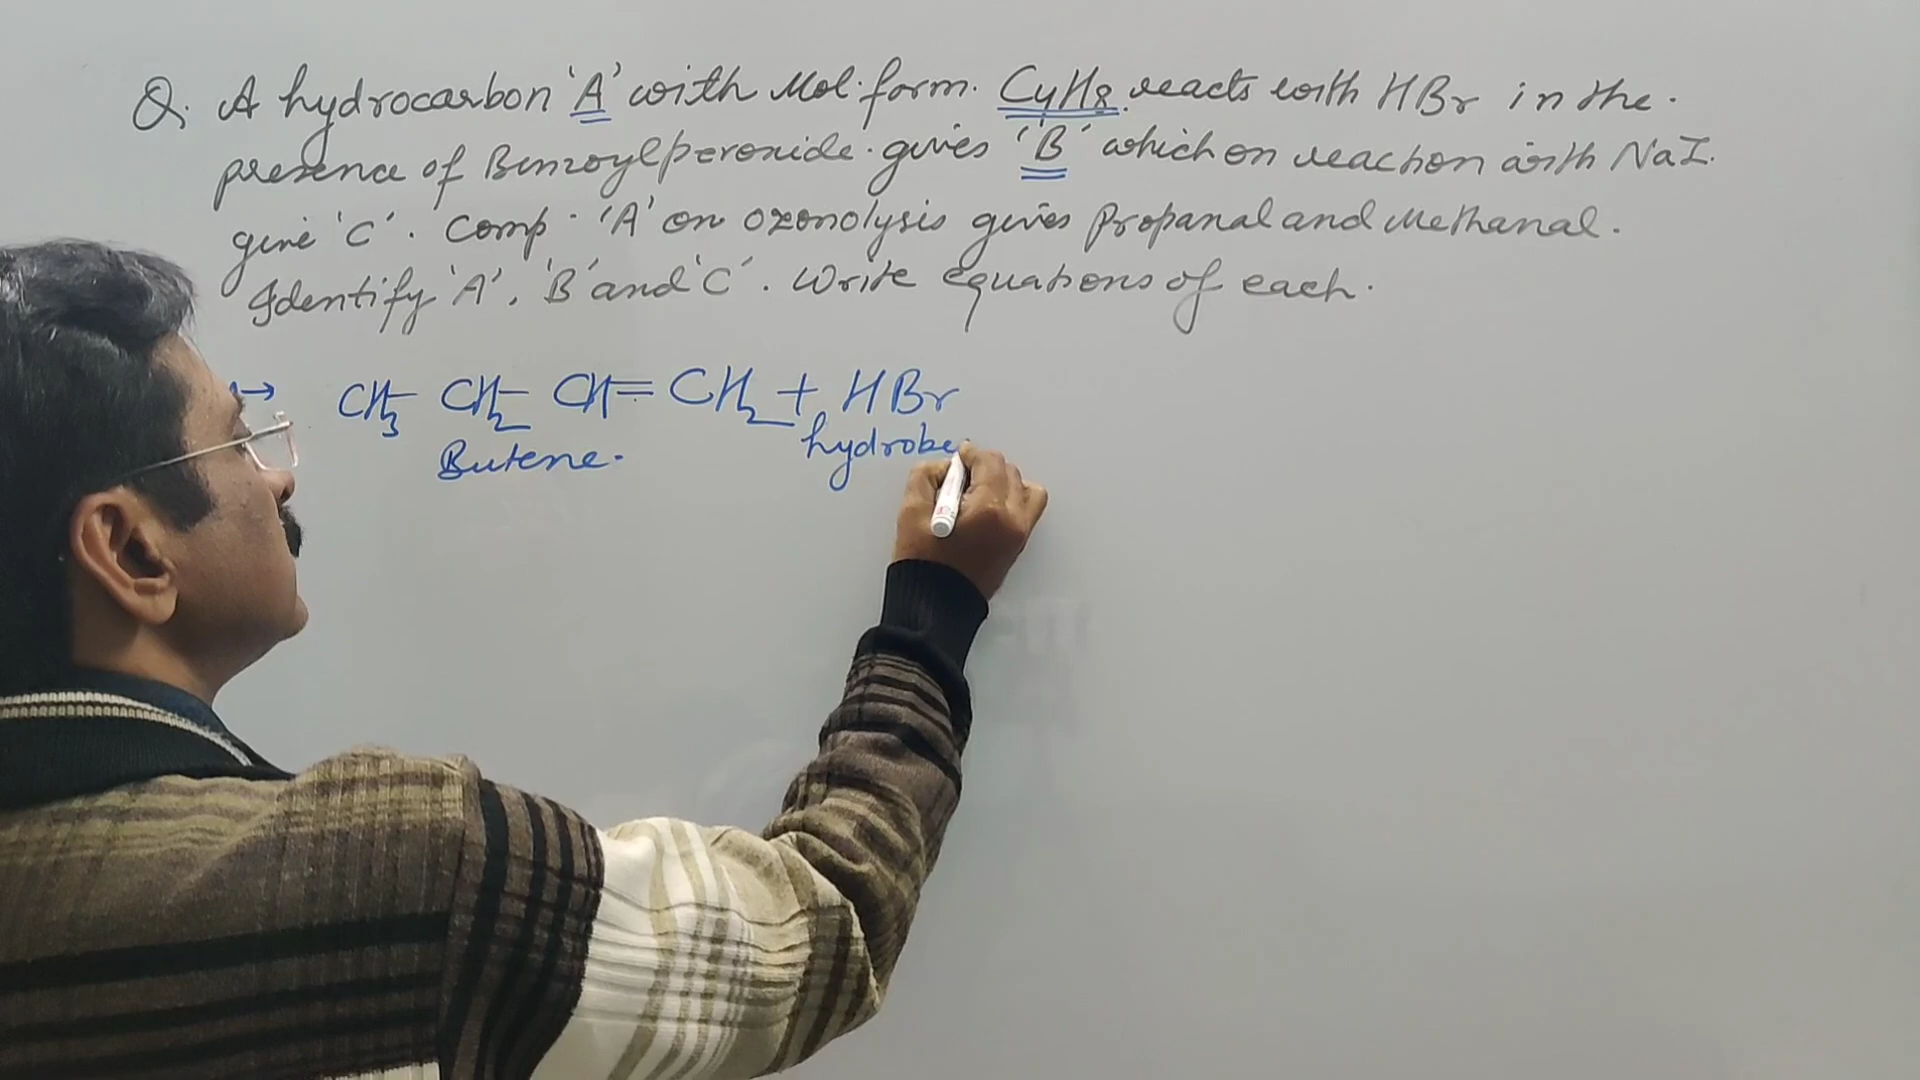 Q. A hydrocarbon 'A' with Mol. form. C4H8 reacts with HBr in the.
presence of Benzoylperoxide. gives 'B' which on reaction with NaI.
give 'C'. Comp. 'A' on ozonolysis gives Propanal and Methanal.
Identify 'A', 'B' and 'C'. Write equations of each.
→ CH3 - CH2 - CH = CH2 + HBr
Butene. hydrobe